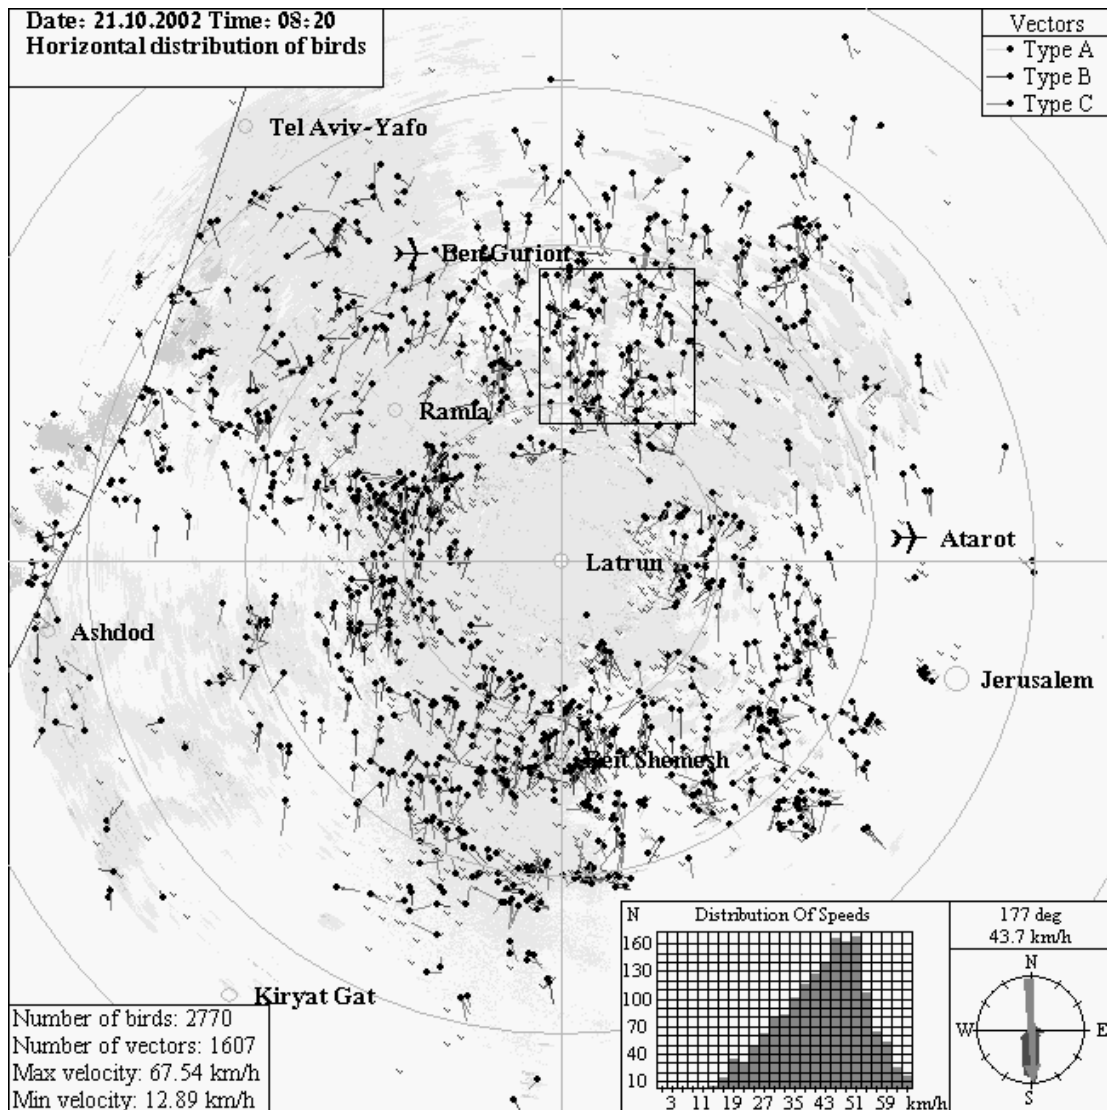 Date: 21.10.2002 Time: 08:20
Horizontal distribution of birds
Vectors
Type A
Type B
Type C
Tel Aviv-Yafo
Ben Gurion
Ramla
Latrun
Atarot
Ashdod
Jerusalem
Beit Shemesh
Kiryat Gat
Number of birds: 2770
Number of vectors: 1607
Max velocity: 67.54 km/h
Min velocity: 12.89 km/h
N Distribution Of Speeds
160
130
100
70
40
10
3 11 19 27 35 43 51 59 km/h
177 deg
43.7 km/h
N
W E
S